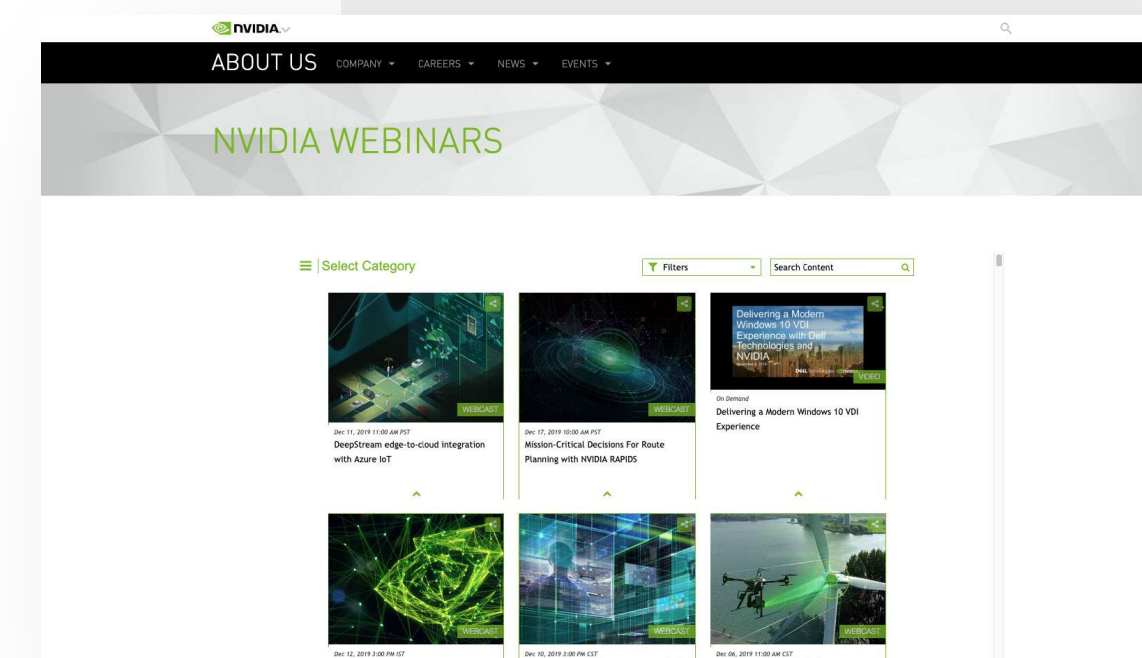 NVIDIA.
ABOUT US COMPANY CAREERS NEWS EVENTS
NVIDIA WEBINARS
Select Category
Filters
Search Content
WEBCAST
Dec 11, 2019 11:00 AM PST
DeepStream edge-to-cloud integration
with Azure IoT
WEBCAST
Dec 17, 2019 10:00 AM PST
Mission-Critical Decisions For Route
Planning with NVIDIA RAPIDS
Delivering a Modern
Windows 10 VDI
Experience with Dell
Technologies and
NVIDIA
VIDEO
On Demand
Delivering a Modern Windows 10 VDI
Experience
WEBCAST
Dec 12, 2019 3:00 PM IST
WEBCAST
Dec 10, 2019 3:00 PM CST
WEBCAST
Dec 06, 2019 11:00 AM CST